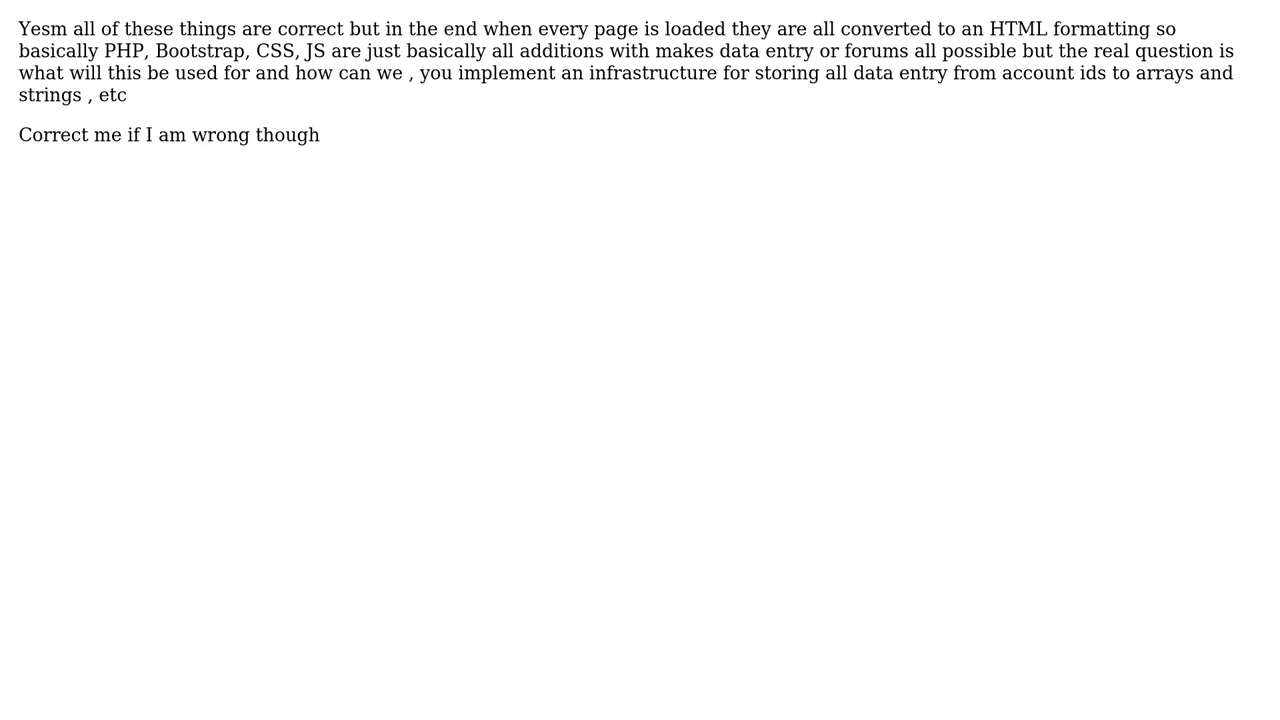 Yesm all of these things are correct but in the end when every page is loaded they are all converted to an HTML formatting so
basically PHP, Bootstrap, CSS, JS are just basically all additions with makes data entry or forums all possible but the real question is
what will this be used for and how can we , you implement an infrastructure for storing all data entry from account ids to arrays and
strings , etc
Correct me if I am wrong though